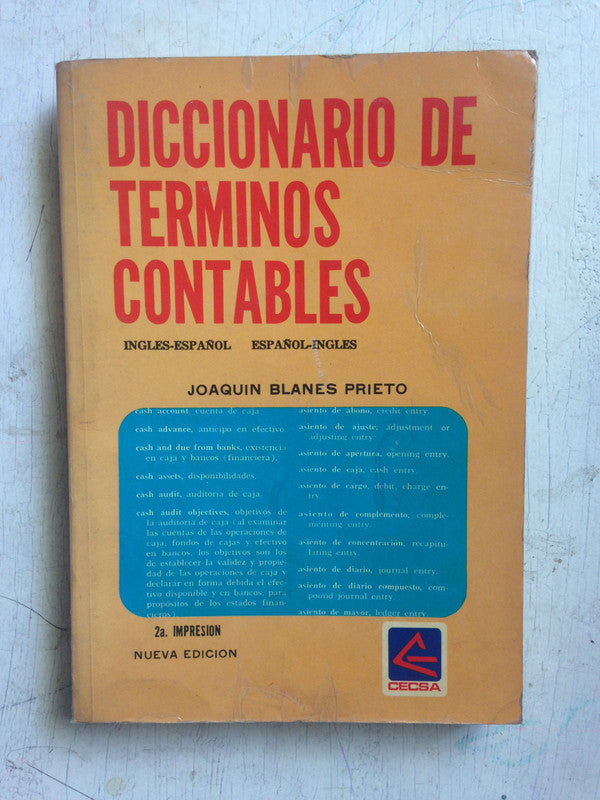 DICCIONARIO DE
TERMINOS
CONTABLES
INGLES-ESPAÑOL ESPAÑOL-INGLES
JOAQUIN BLANES PRIETO
cash account, cuenta de caja.
cash advance, anticipo en efectivo.
cash and due from banks, existencia
en caja y bancos (financiera).
cash assets, disponibilidades.
cash audit, auditoria de caja.
cash audit objectives, objetivos de
la auditoria de caja (al examinar
las cuentas de las operaciones de
caja, fondos de cajas y efectivo
en bancos, los objetivos son los
de establecer la validez y propie-
dad de las operaciones de caja y
declarar en forma debida el efec-
tivo disponible y en bancos, para
propósitos de los estados finan-
cieros).
asiento de abono, credit entry.
asiento de ajuste, adjustment or
adjusting entry.
asiento de apertura, opening entry.
asiento de caja, cash entry.
asiento de cargo, debit, charge en-
try.
asiento de complemento, comple-
menting entry.
asiento de concentración, recapitu-
lating entry.
asiento de diario, journal entry.
asiento de diario compuesto, com-
pound journal entry.
asiento de mayor, ledger entry
2a. IMPRESION
NUEVA EDICION
CECSA